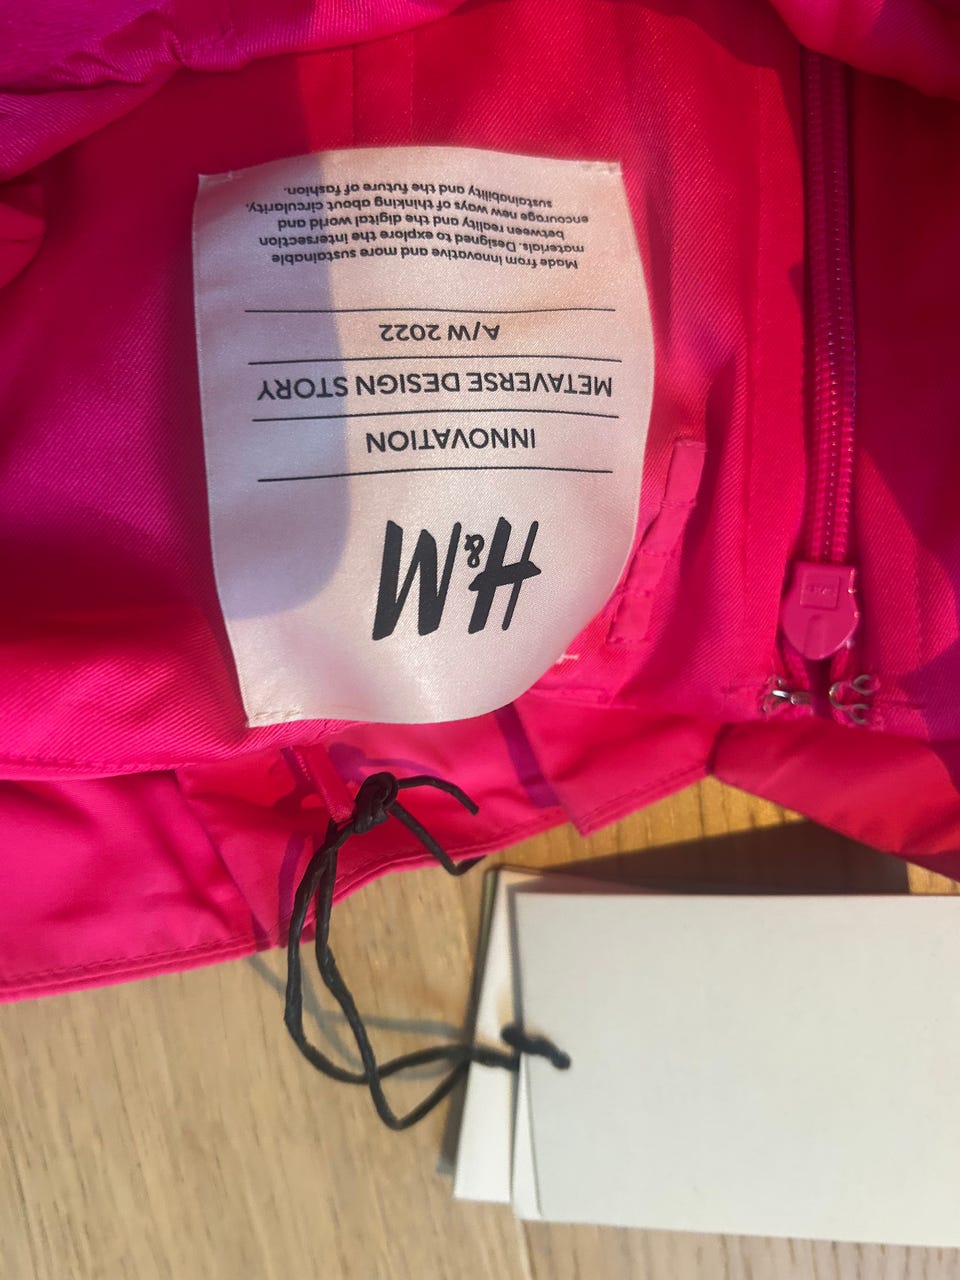 H&M
INNOVATION
METAVERSE DESIGN STORY
A/W 2022
Made from innovative and more sustainable
materials. Designed to explore the intersection
between reality and the digital world and
encourage new ways of thinking about circularity,
sustainability and the future of fashion.